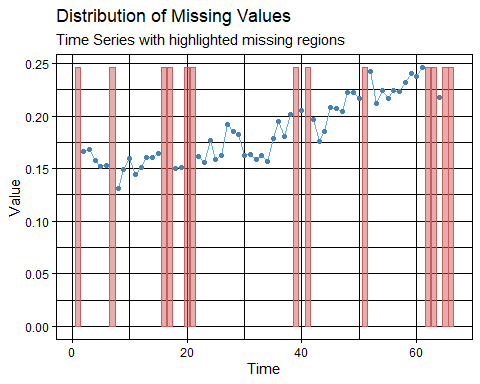 Distribution of Missing Values
Time Series with highlighted missing regions
0.25
0.20
0.15
0.10
0.05
0.00
Value
0 20 40 60
Time